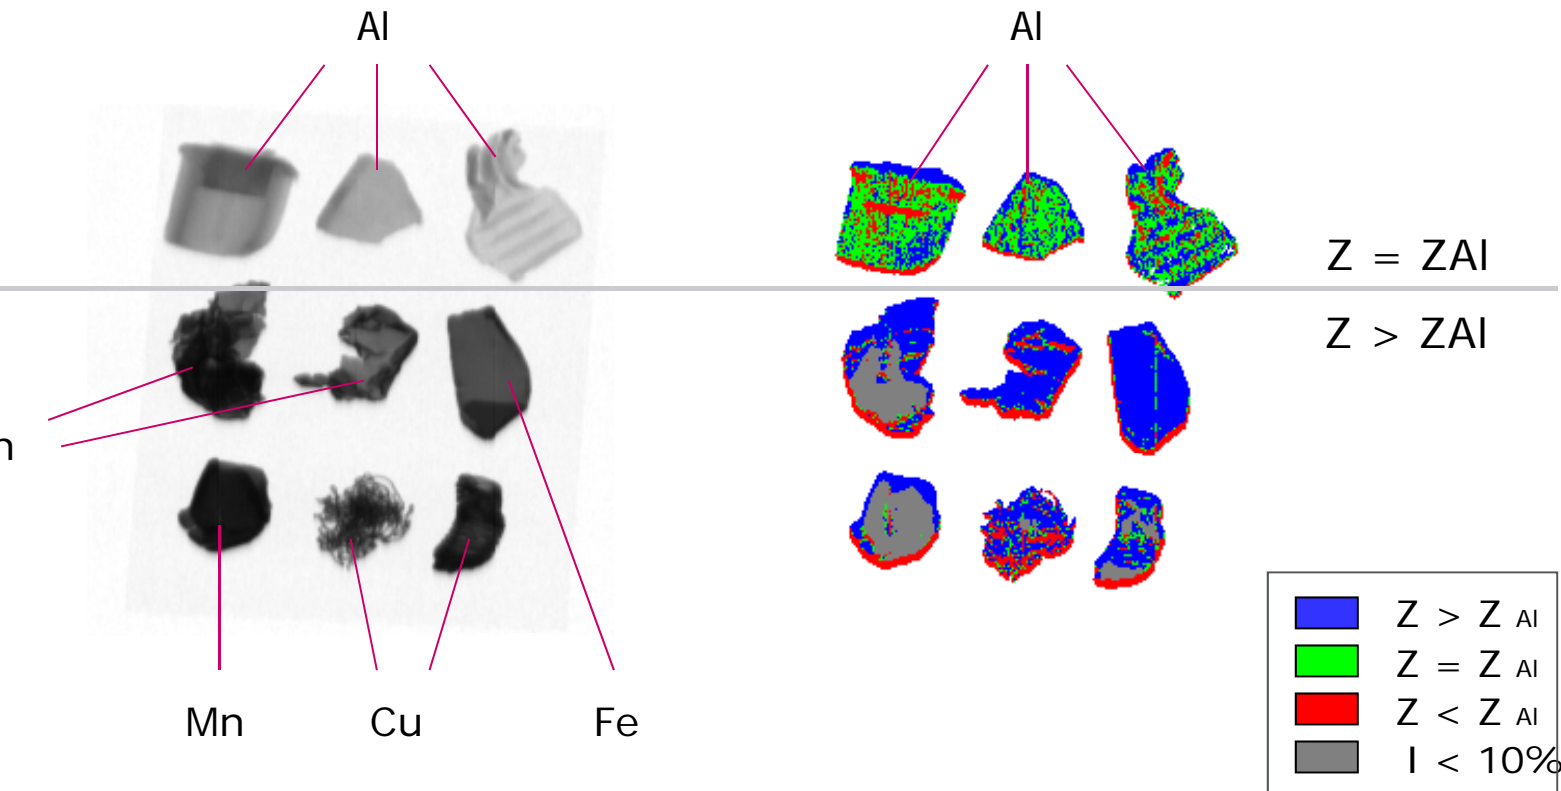 Al
Al
Z = ZAl
Z > ZAl
n
Mn
Cu
Fe
Z > Z Al
Z = Z Al
Z < Z Al
I < 10%